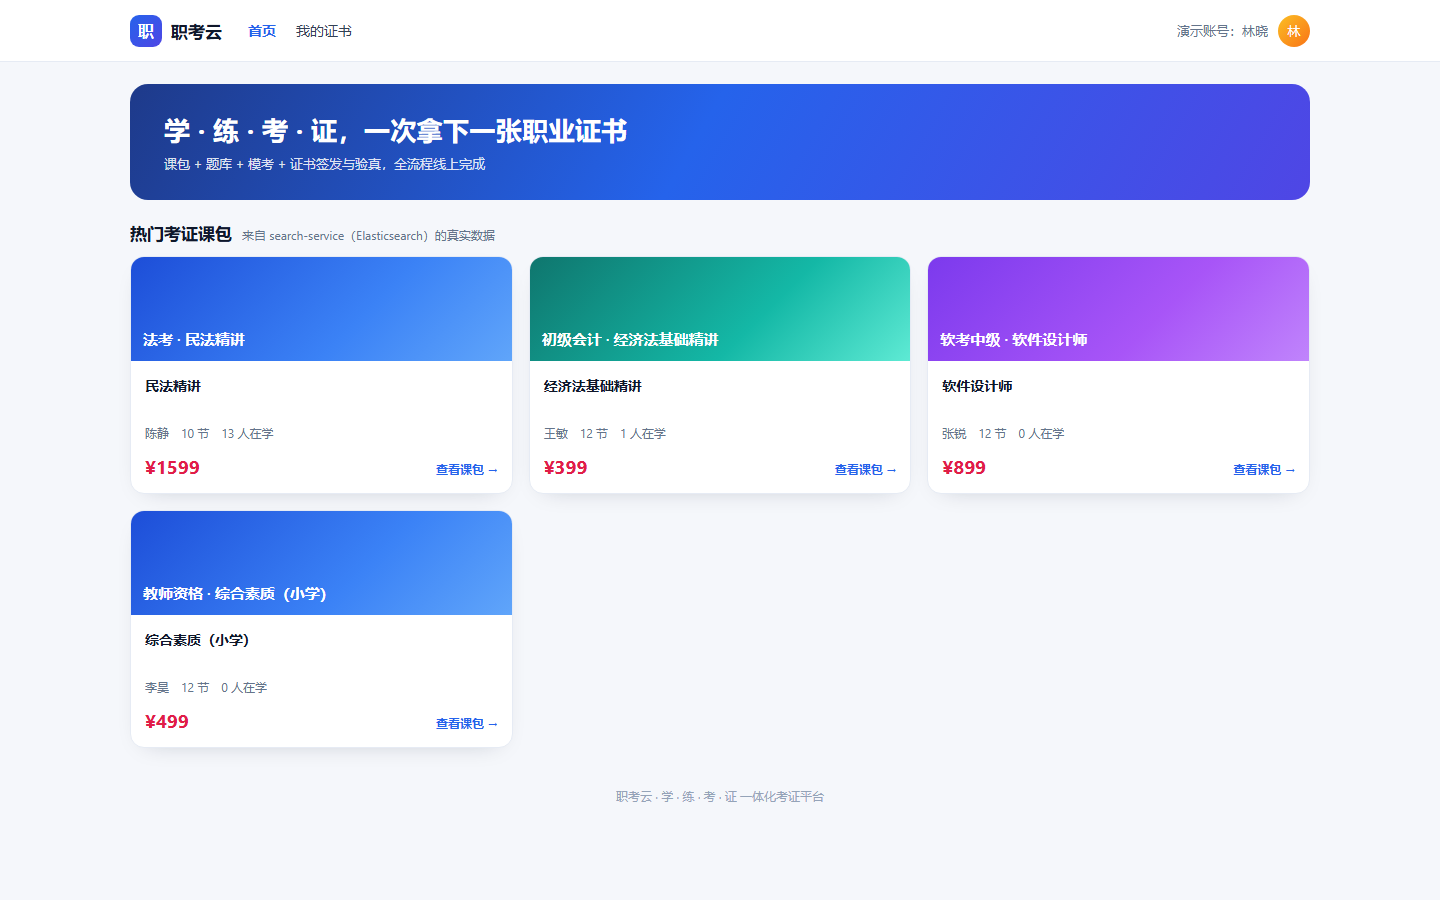 职 职考云 首页 我的证书 演示账号：林晓 林
学 · 练 · 考 · 证，一次拿下一张职业证书
课包 + 题库 + 模考 + 证书签发与验真，全流程线上完成
热门考证课包 来自 search-service（Elasticsearch）的真实数据
法考 · 民法精讲
民法精讲
陈静 10 节 13 人在学
¥1599 查看课包 →
初级会计 · 经济法基础精讲
经济法基础精讲
王敏 12 节 1 人在学
¥399 查看课包 →
软考中级 · 软件设计师
软件设计师
张锐 12 节 0 人在学
¥899 查看课包 →
教师资格 · 综合素质（小学）
综合素质（小学）
李昊 12 节 0 人在学
¥499 查看课包 →
职考云 · 学 · 练 · 考 · 证 一体化考证平台